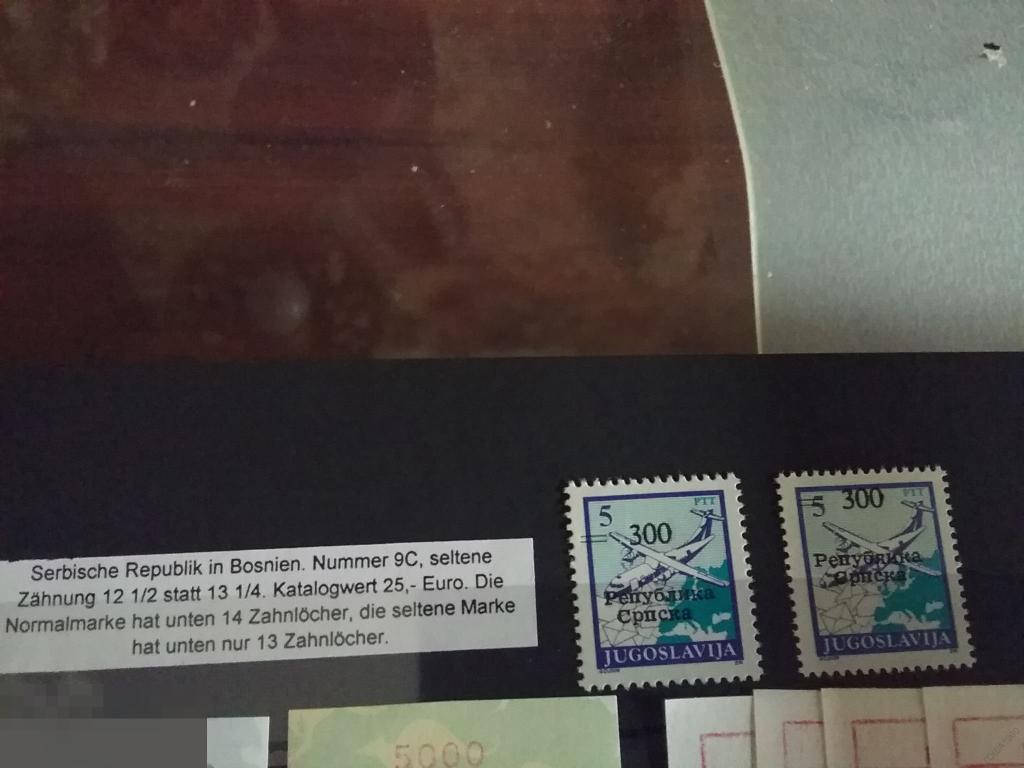 Serbische Republik in Bosnien. Nummer 9C, seltene
Zähnung 12 1/2 statt 13 1/4. Katalogwert 25,- Euro. Die
Normalmarke hat unten 14 Zahnlöcher, die seltene Marke
hat unten nur 13 Zahnlöcher.
PTT
5
300
Република
Српска
JUGOSLAVIJA
PTT
5
300
Република
Српска
JUGOSLAVIJA
5000